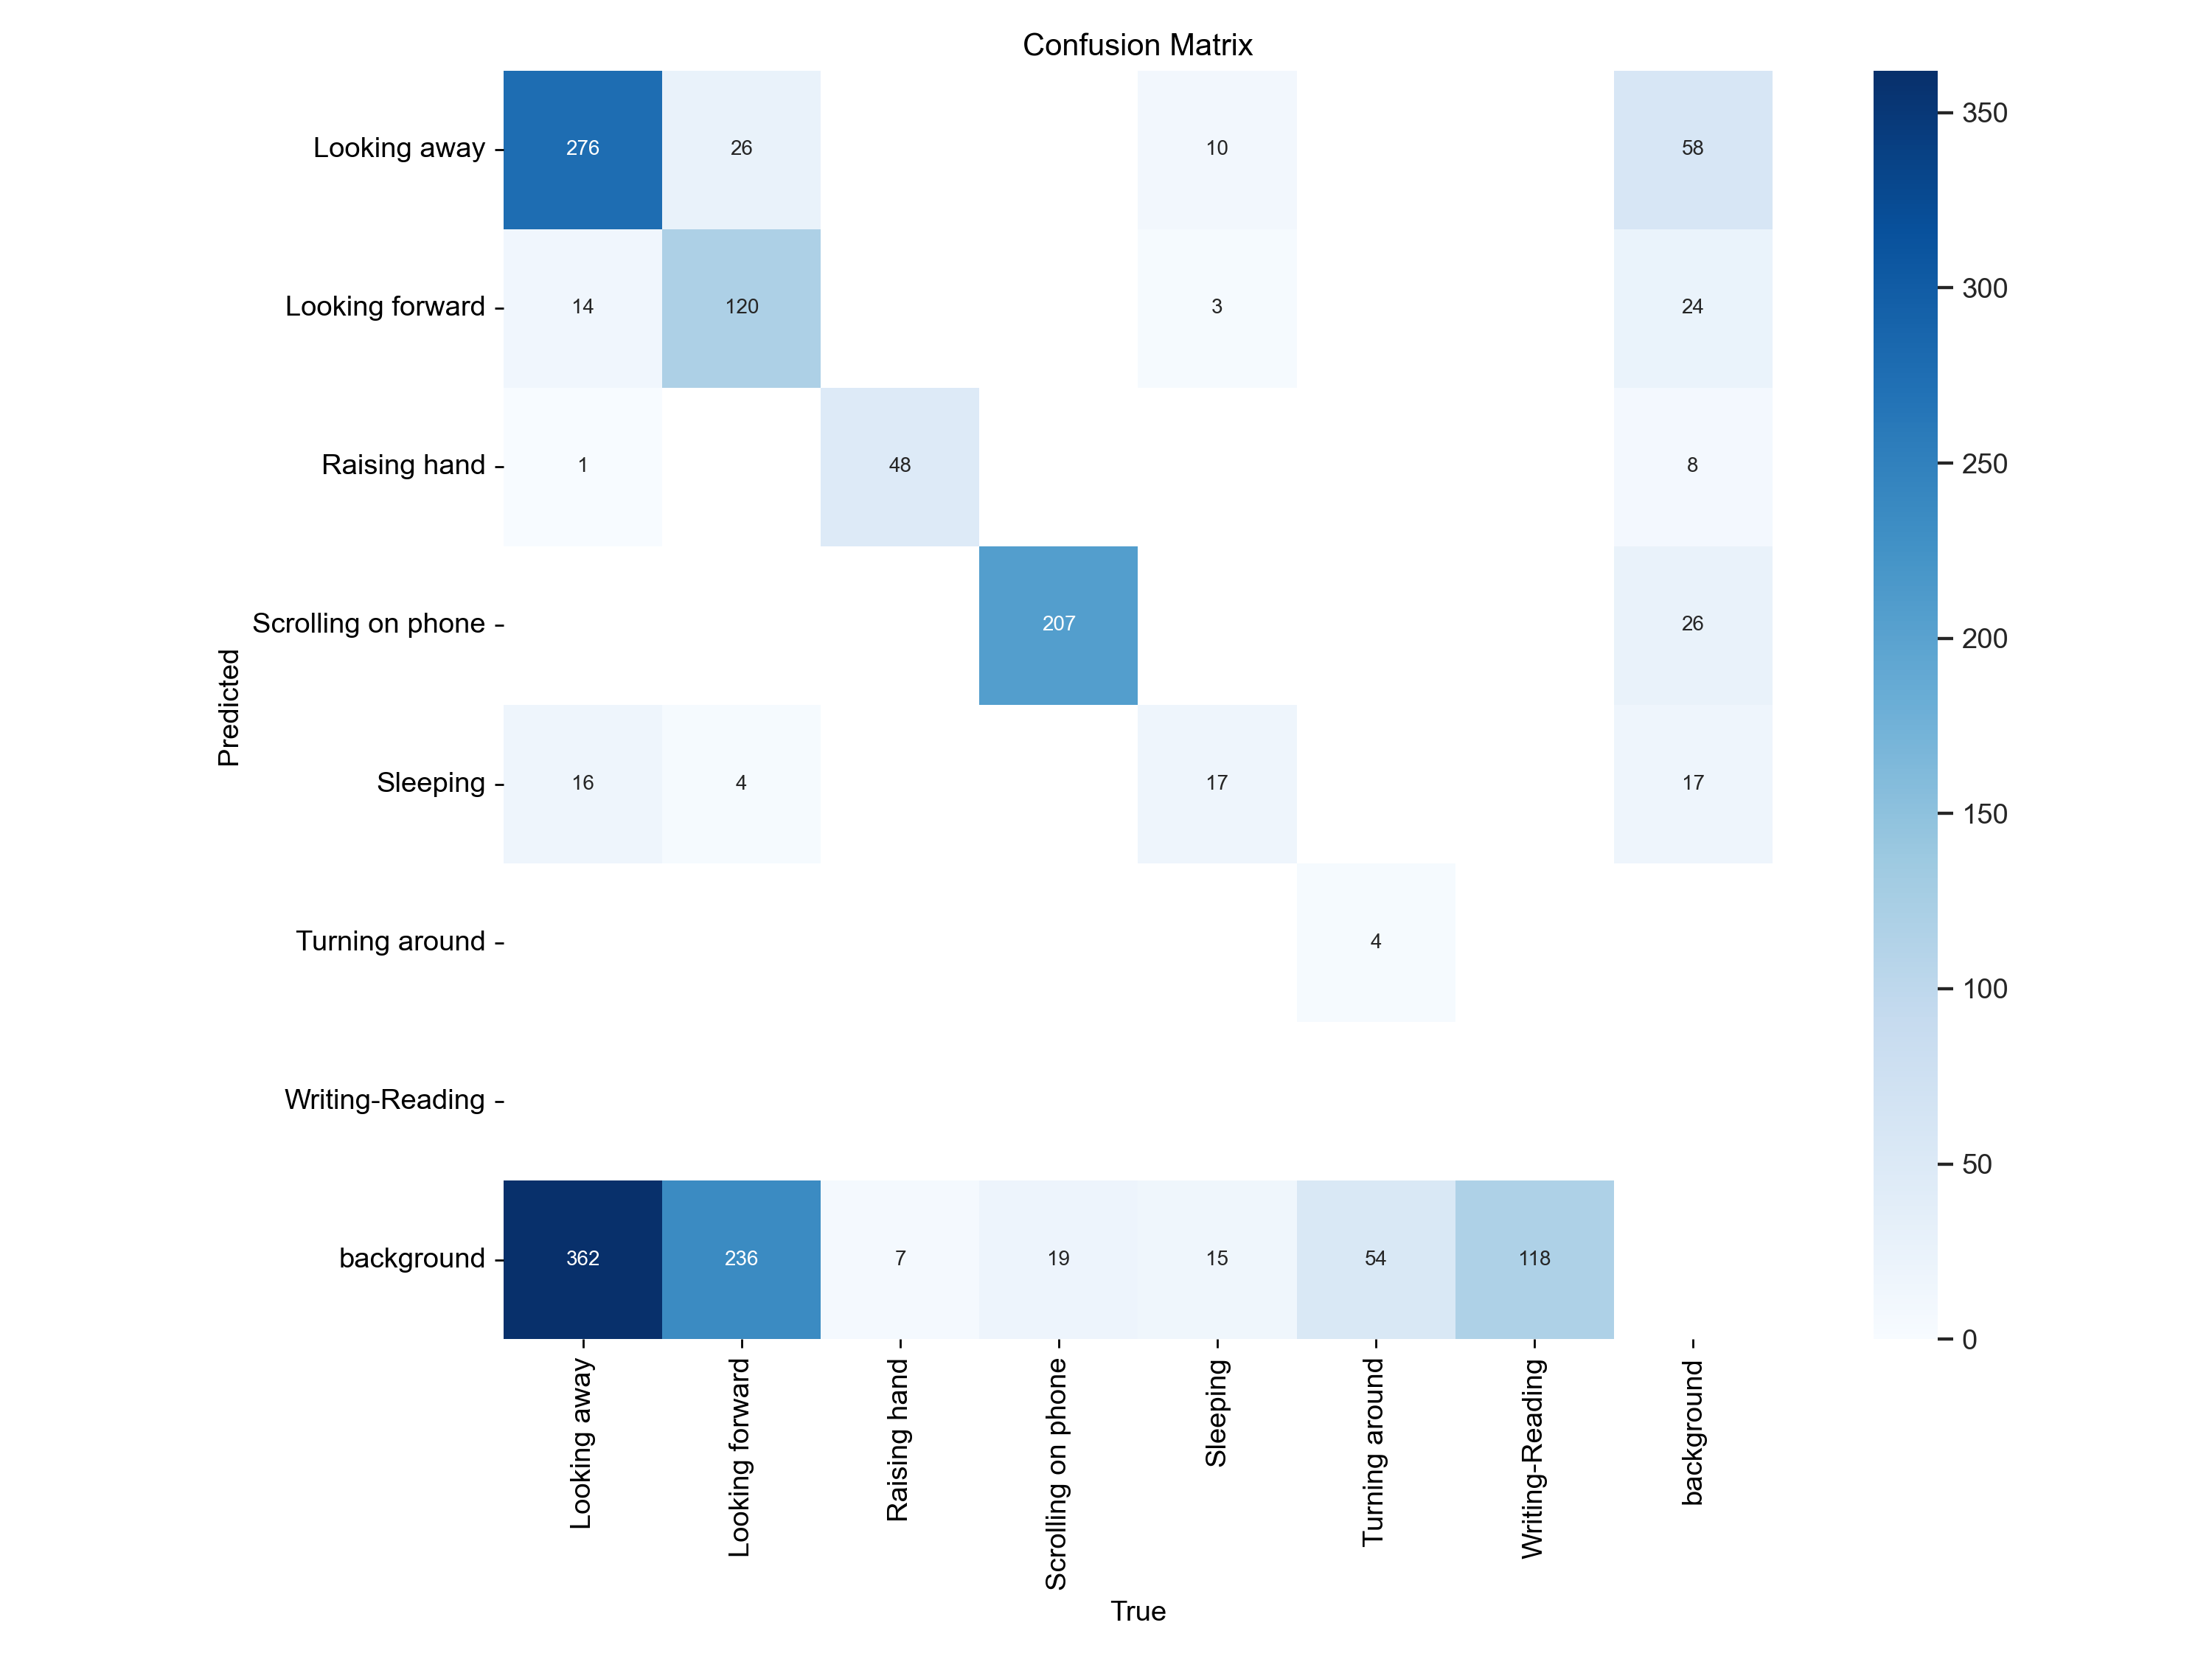 Confusion Matrix
Looking away 276 26 10 58
Looking forward 14 120 3 24
Raising hand 1 48 8
Scrolling on phone 207 26
Sleeping 16 4 17 17
Turning around 4
Writing-Reading
background 362 236 7 19 15 54 118
Predicted
Looking away
Looking forward
Raising hand
Scrolling on phone
Sleeping
Turning around
Writing-Reading
background
True
350
300
250
200
150
100
50
0